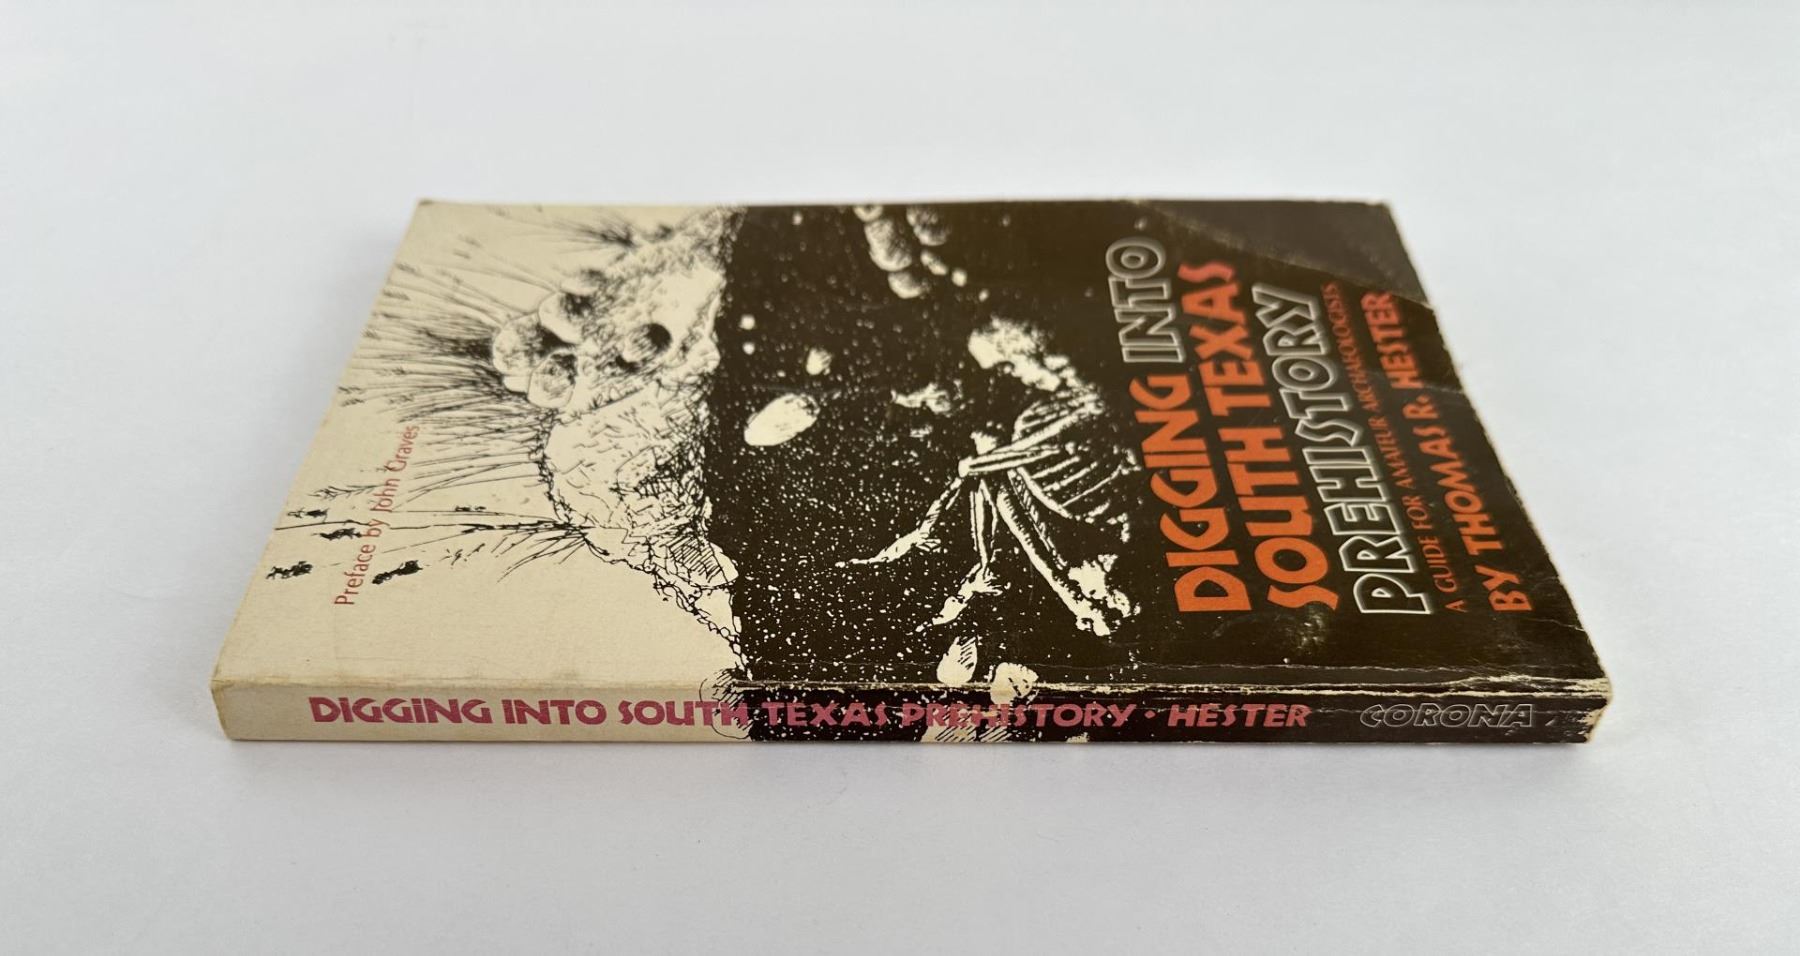 Preface by John Graves
DIGGING INTO
SOUTH TEXAS
PREHISTORY
A GUIDE FOR AMATEUR ARCHAEOLOGISTS
BY THOMAS R. HESTER
DIGGING INTO SOUTH TEXAS PREHISTORY • HESTER CORONA